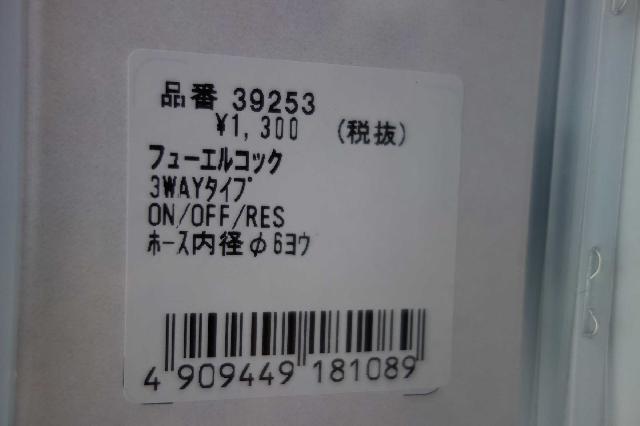 品番 39253
¥1,300 (税抜)
フューエルコック
3WAYタイプ
ON/OFF/RES
ホース内径φ6ヨウ
4 909449 181089